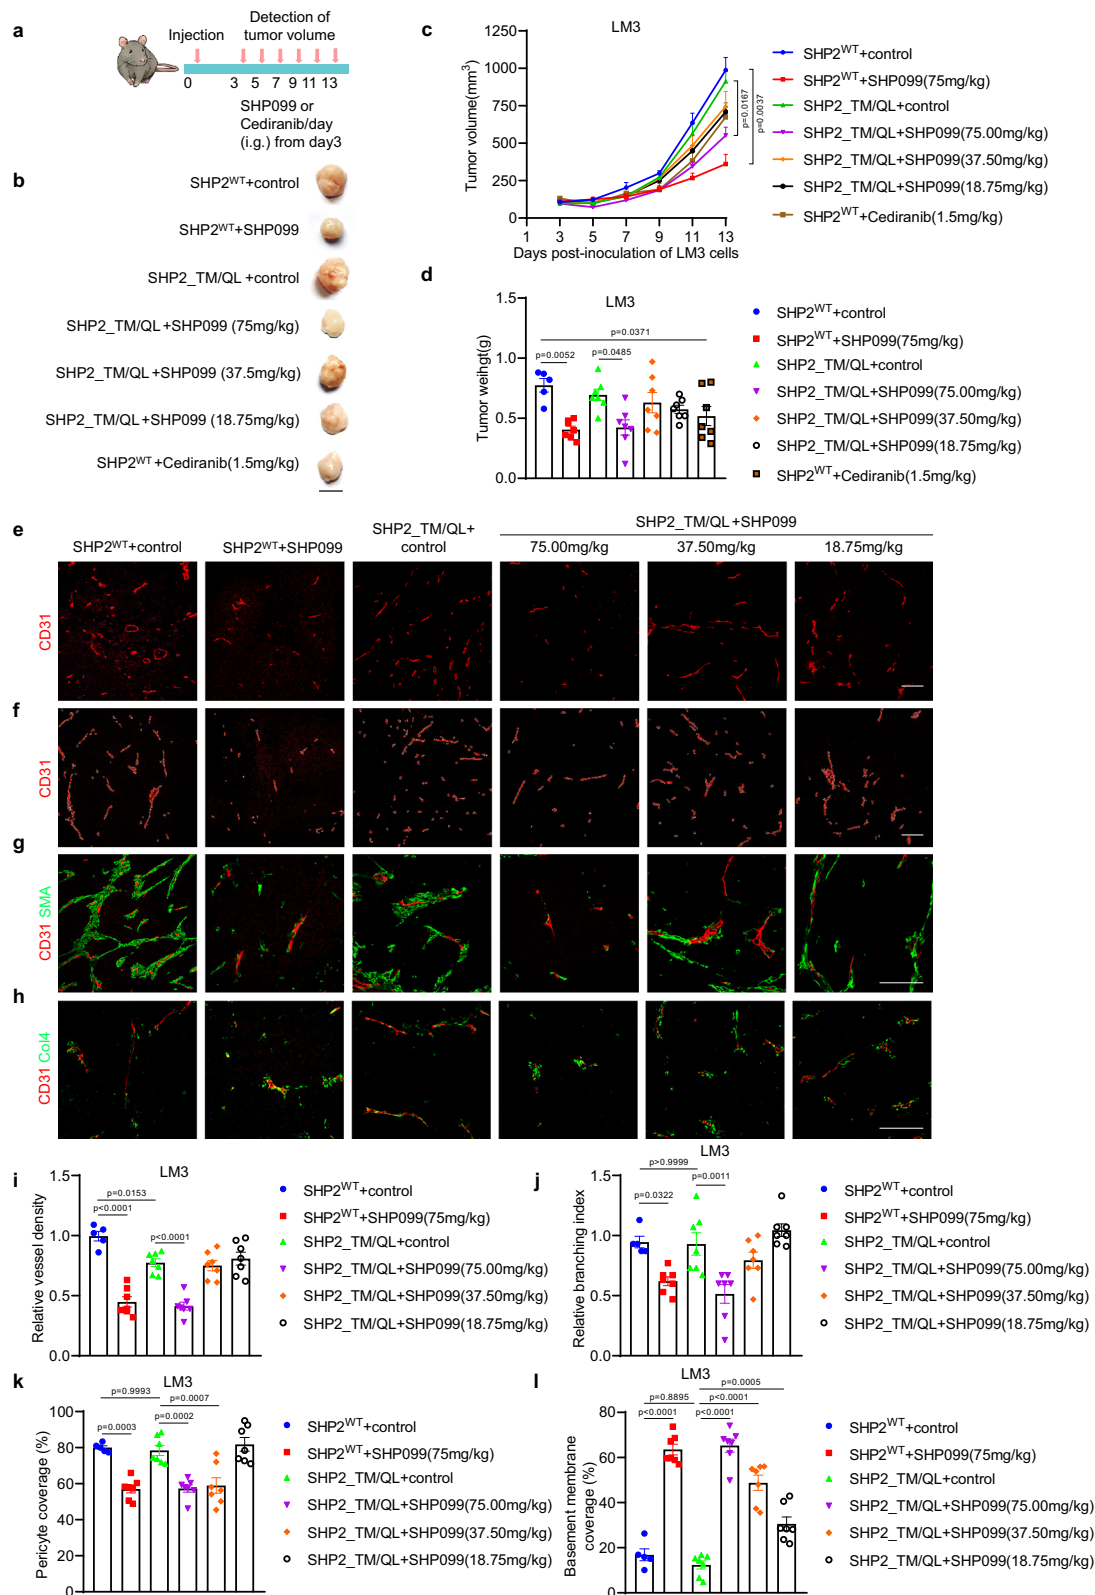 a
Injection
Detection of
tumor volume
0 3 5 7 9 11 13
SHP099 or
Cediranib/day
(i.g.) from day3
b
SHP2WT+control
SHP2WT+SHP099
SHP2_TM/QL +control
SHP2_TM/QL +SHP099 (75mg/kg)
SHP2_TM/QL +SHP099 (37.5mg/kg)
SHP2_TM/QL +SHP099 (18.75mg/kg)
SHP2WT +Cediranib(1.5mg/kg)
c
LM3
Tumor volume(mm3)
1250
1000
750
500
250
0
1 3 5 7 9 11 13
Days post-inoculation of LM3 cells
p=0.0167
p=0.0037
SHP2WT+control
SHP2WT+SHP099(75mg/kg)
SHP2_TM/QL+control
SHP2_TM/QL+SHP099(75.00mg/kg)
SHP2_TM/QL+SHP099(37.50mg/kg)
SHP2_TM/QL+SHP099(18.75mg/kg)
SHP2WT+Cediranib(1.5mg/kg)
d
LM3
Tumor weihgt(g)
1.5
1.0
0.5
0.0
p=0.0371
p=0.0052
p=0.0485
SHP2WT+control
SHP2WT+SHP099(75mg/kg)
SHP2_TM/QL+control
SHP2_TM/QL+SHP099(75.00mg/kg)
SHP2_TM/QL+SHP099(37.50mg/kg)
SHP2_TM/QL+SHP099(18.75mg/kg)
SHP2WT+Cediranib(1.5mg/kg)
e
SHP2WT+control
SHP2WT+SHP099
SHP2_TM/QL+
control
SHP2_TM/QL +SHP099
75.00mg/kg
37.50mg/kg
18.75mg/kg
CD31
f
CD31
g
CD31 SMA
h
CD31 Col4
i
LM3
Relative vessel density
1.5
1.0
0.5
0.0
p=0.0153
p<0.0001
p<0.0001
SHP2WT+control
SHP2WT+SHP099(75mg/kg)
SHP2_TM/QL+control
SHP2_TM/QL+SHP099(75.00mg/kg)
SHP2_TM/QL+SHP099(37.50mg/kg)
SHP2_TM/QL+SHP099(18.75mg/kg)
j
LM3
Relative branching index
1.5
1.0
0.5
0.0
p>0.9999
p=0.0011
p=0.0322
SHP2WT+control
SHP2WT+SHP099(75mg/kg)
SHP2_TM/QL+control
SHP2_TM/QL+SHP099(75.00mg/kg)
SHP2_TM/QL+SHP099(37.50mg/kg)
SHP2_TM/QL+SHP099(18.75mg/kg)
k
LM3
Pericyte coverage (%)
100
80
60
40
20
0
p=0.9993
p=0.0007
p=0.0002
p=0.0003
SHP2WT+control
SHP2WT+SHP099(75mg/kg)
SHP2_TM/QL+control
SHP2_TM/QL+SHP099(75.00mg/kg)
SHP2_TM/QL+SHP099(37.50mg/kg)
SHP2_TM/QL+SHP099(18.75mg/kg)
l
LM3
Basement membrane
coverage (%)
80
60
40
20
0
p=0.0005
p=0.8895
p<0.0001
p<0.0001
p<0.0001
SHP2WT+control
SHP2WT+SHP099(75mg/kg)
SHP2_TM/QL+control
SHP2_TM/QL+SHP099(75.00mg/kg)
SHP2_TM/QL+SHP099(37.50mg/kg)
SHP2_TM/QL+SHP099(18.75mg/kg)